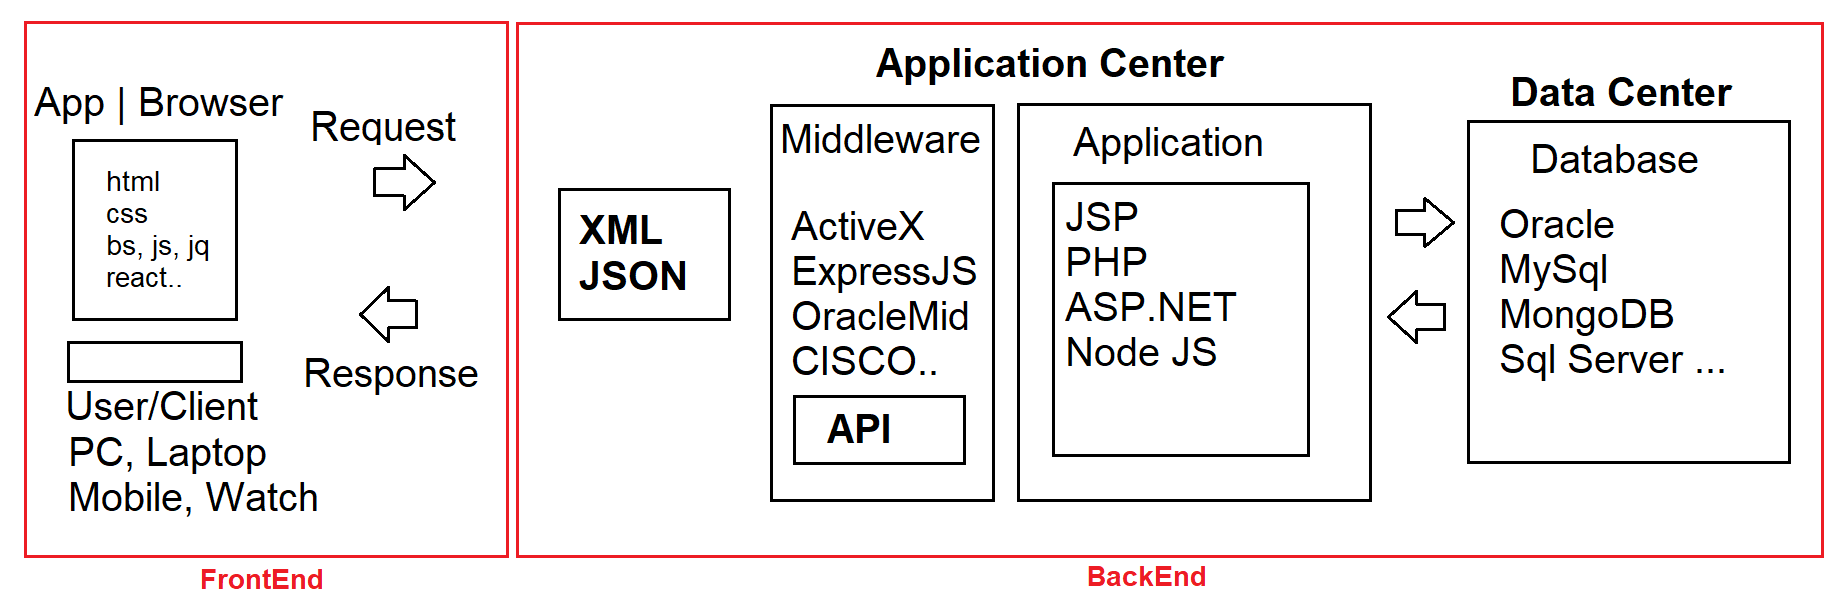 App | Browser
html
css
bs, js, jq
react..
User/Client
PC, Laptop
Mobile, Watch
Request
Response
FrontEnd
Application Center
XML
JSON
Middleware
ActiveX
ExpressJS
OracleMid
CISCO..
API
Application
JSP
PHP
ASP.NET
Node JS
Data Center
Database
Oracle
MySql
MongoDB
Sql Server ...
BackEnd